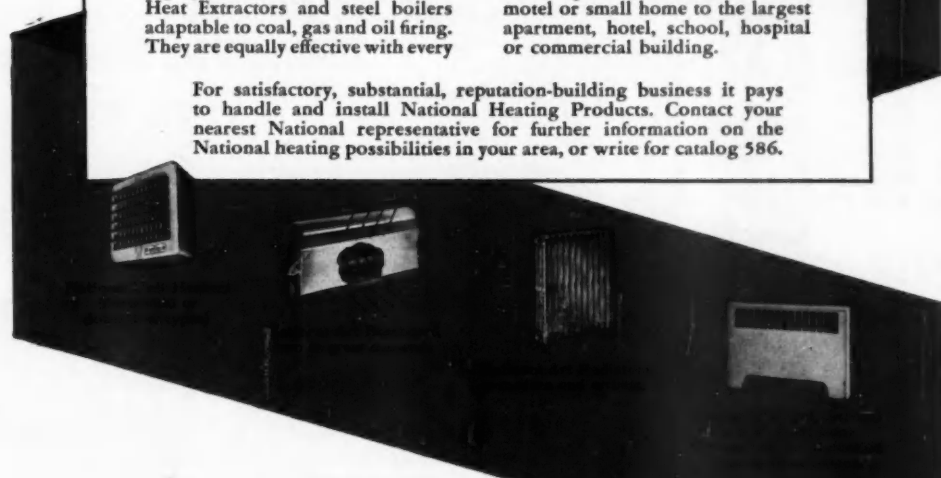 Heat Extractors and steel boilers
adaptable to coal, gas and oil firing.
They are equally effective with every
motel or small home to the largest
apartment, hotel, school, hospital
or commercial building.
For satisfactory, substantial, reputation-building business it pays
to handle and install National Heating Products. Contact your
nearest National representative for further information on the
National heating possibilities in your area, or write for catalog 586.